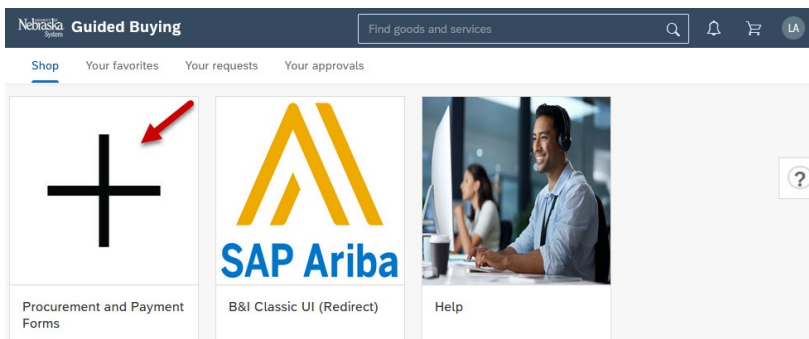 Nebraska System Guided Buying
Find goods and services
LA
Shop Your favorites Your requests Your approvals
?
SAP Ariba
Procurement and Payment
Forms
B&I Classic UI (Redirect)
Help